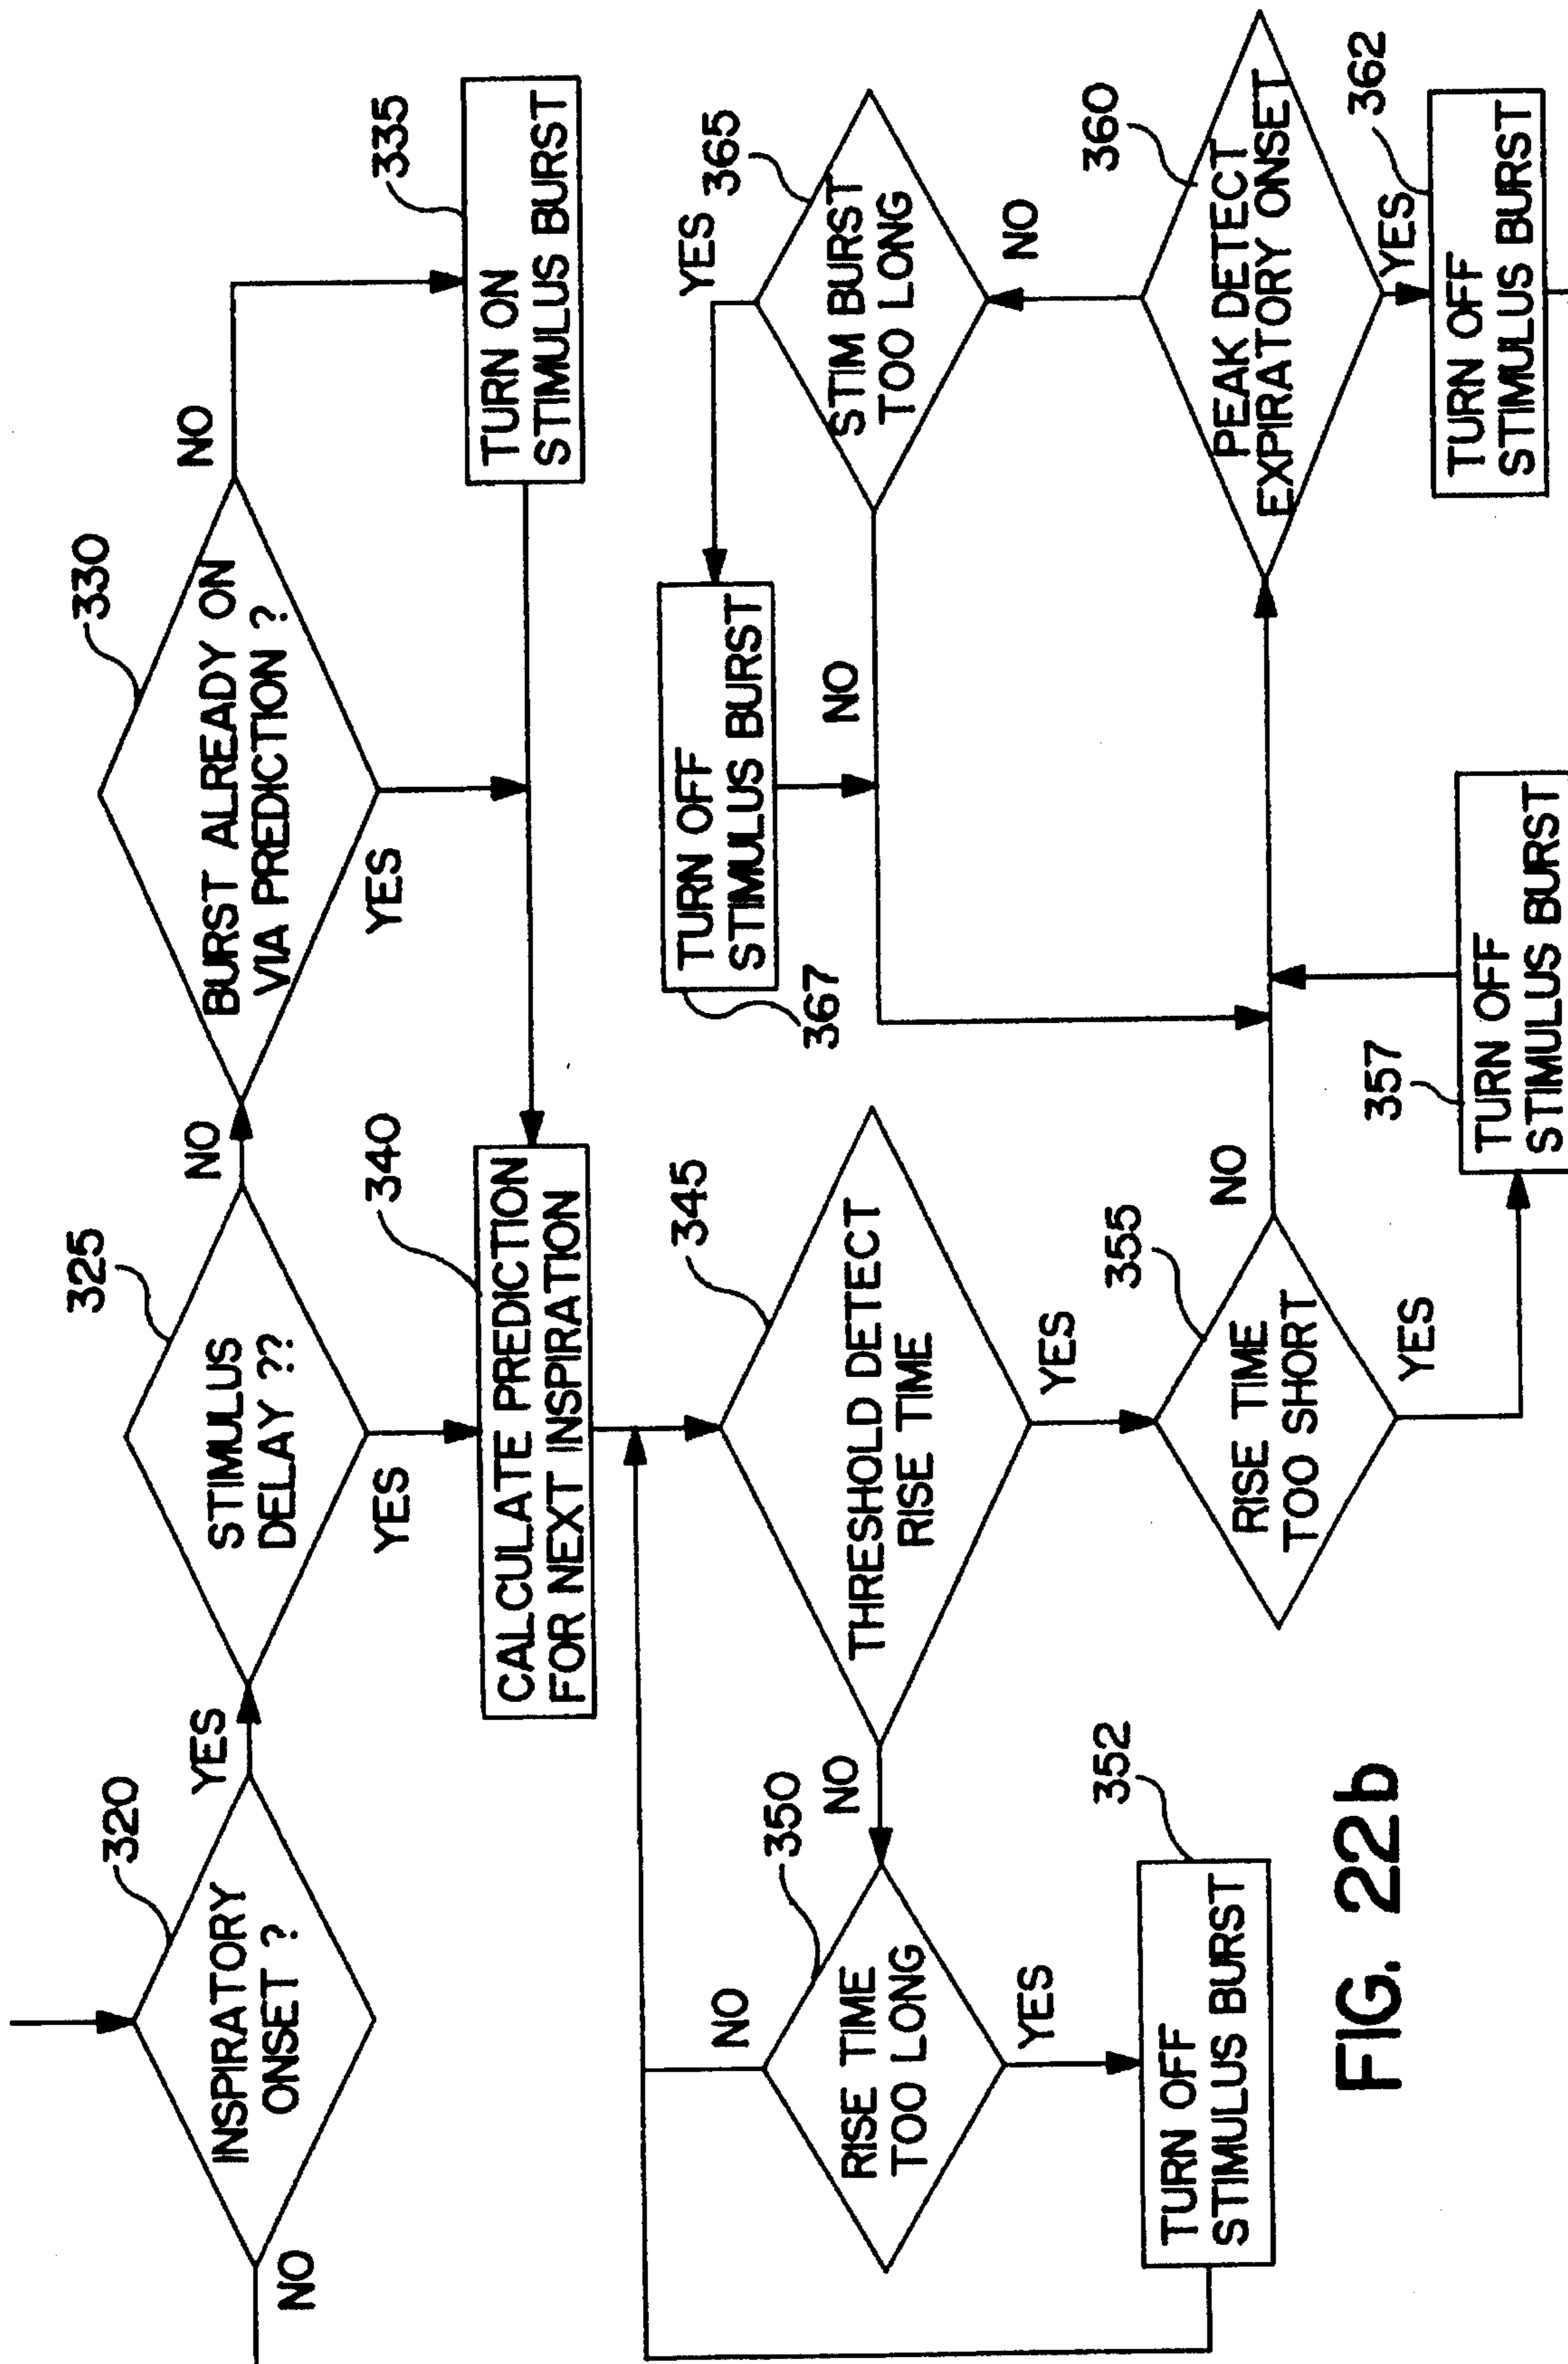 320
INSPIRATORY
ONSET ?
YES
NO
325
STIMULUS
DELAY ??
NO
YES
330
BURST ALREADY ON
VIA PREDICTION ?
NO
YES
335
TURN ON
STIMULUS BURST
340
CALCULATE PREDICTION
FOR NEXT INSPIRATION
345
THRESHOLD DETECT
RISE TIME
NO
YES
350
RISE TIME
TOO LONG
NO
YES
352
TURN OFF
STIMULUS BURST
355
RISE TIME
TOO SHORT
NO
YES
357
TURN OFF
STIMULUS BURST
360
PEAK DETECT
EXPIRATORY ONSET
NO
YES
362
TURN OFF
STIMULUS BURST
365
STIM BURST
TOO LONG
YES
NO
367
TURN OFF
STIMULUS BURST
FIG. 22b